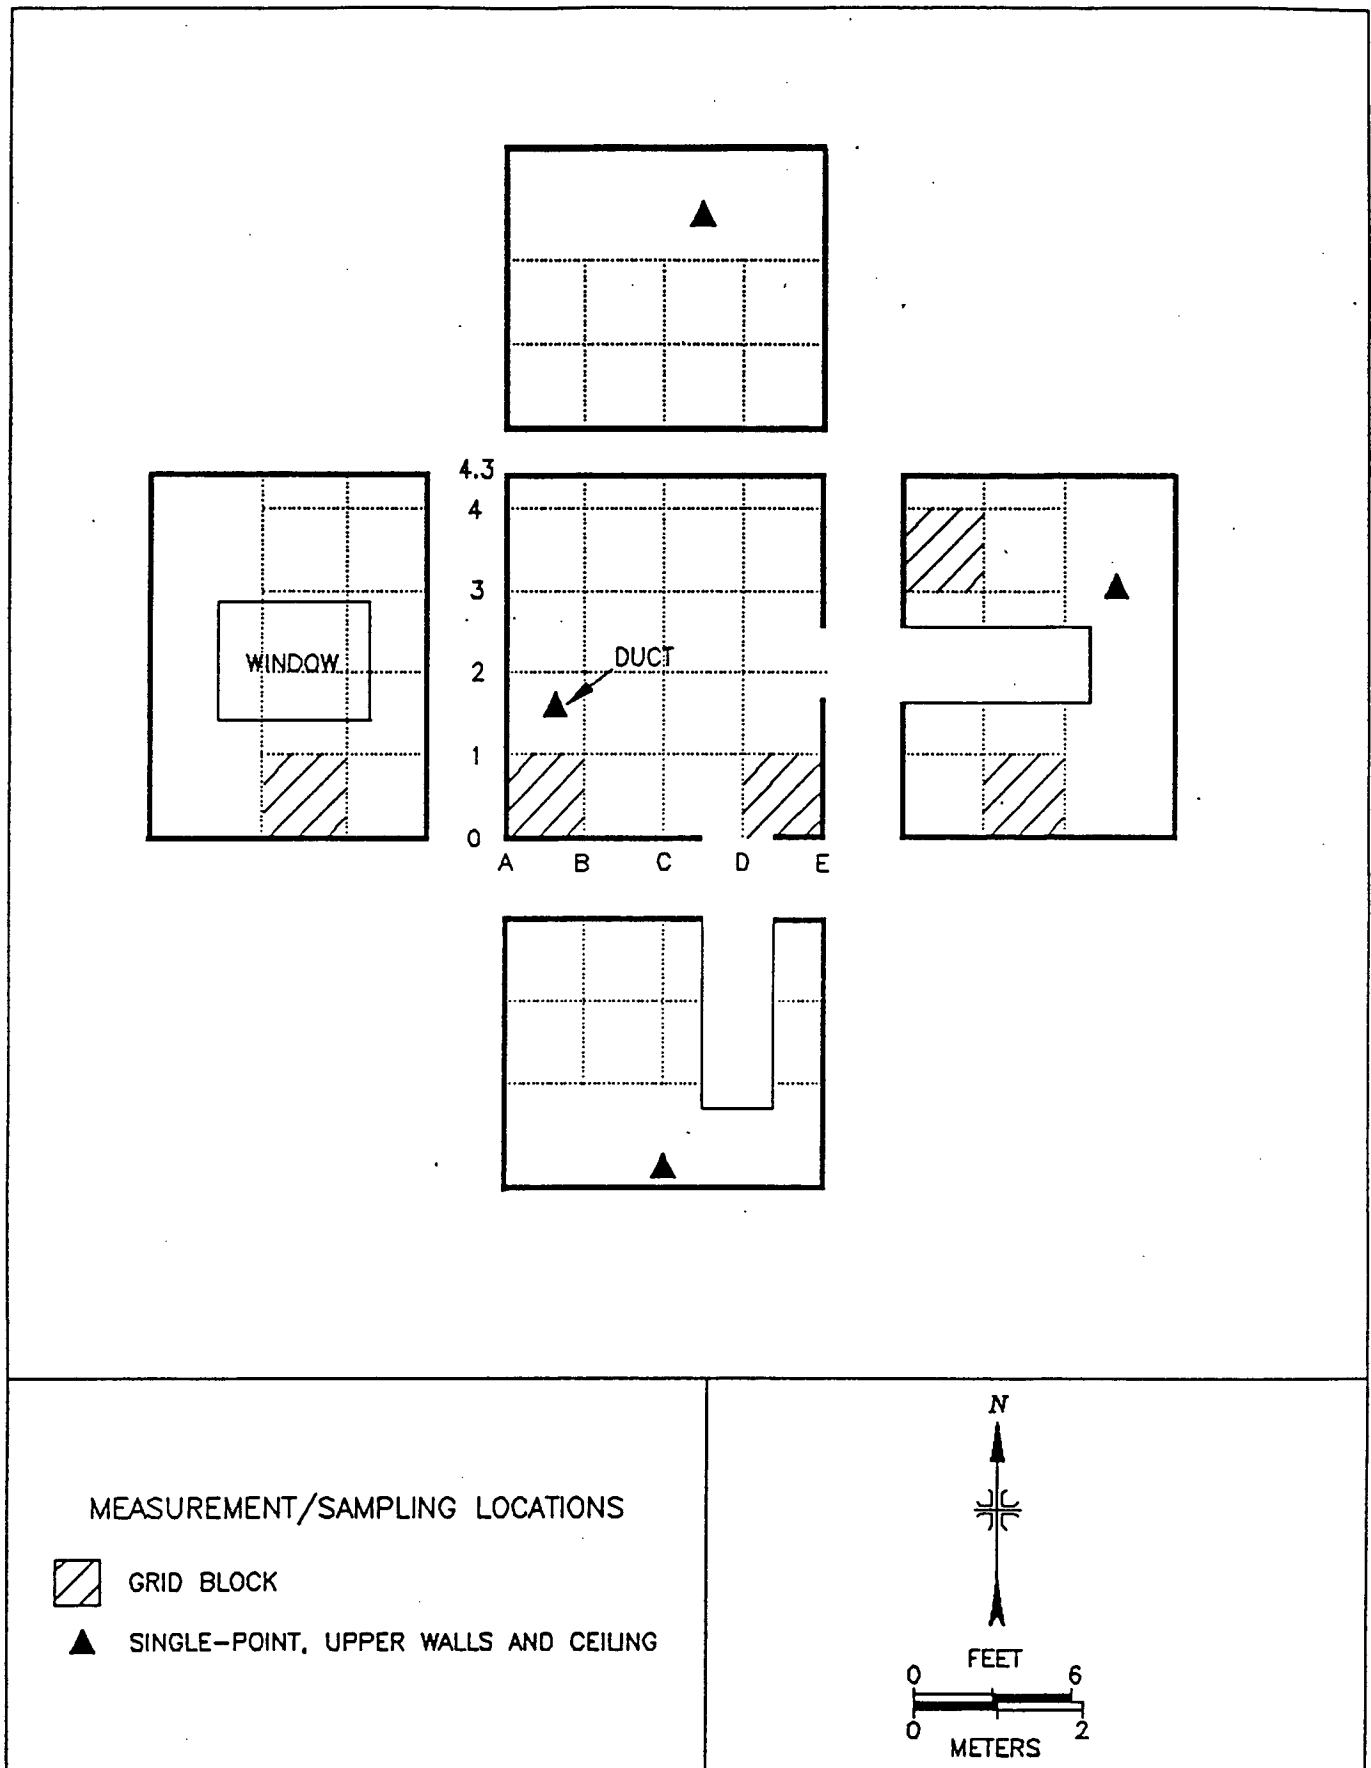 4.3
4
3
WINDOW
2
DUCT
1
0
A B C D E
MEASUREMENT/SAMPLING LOCATIONS
GRID BLOCK
SINGLE-POINT, UPPER WALLS AND CEILING
N
FEET
0 6
0 2
METERS